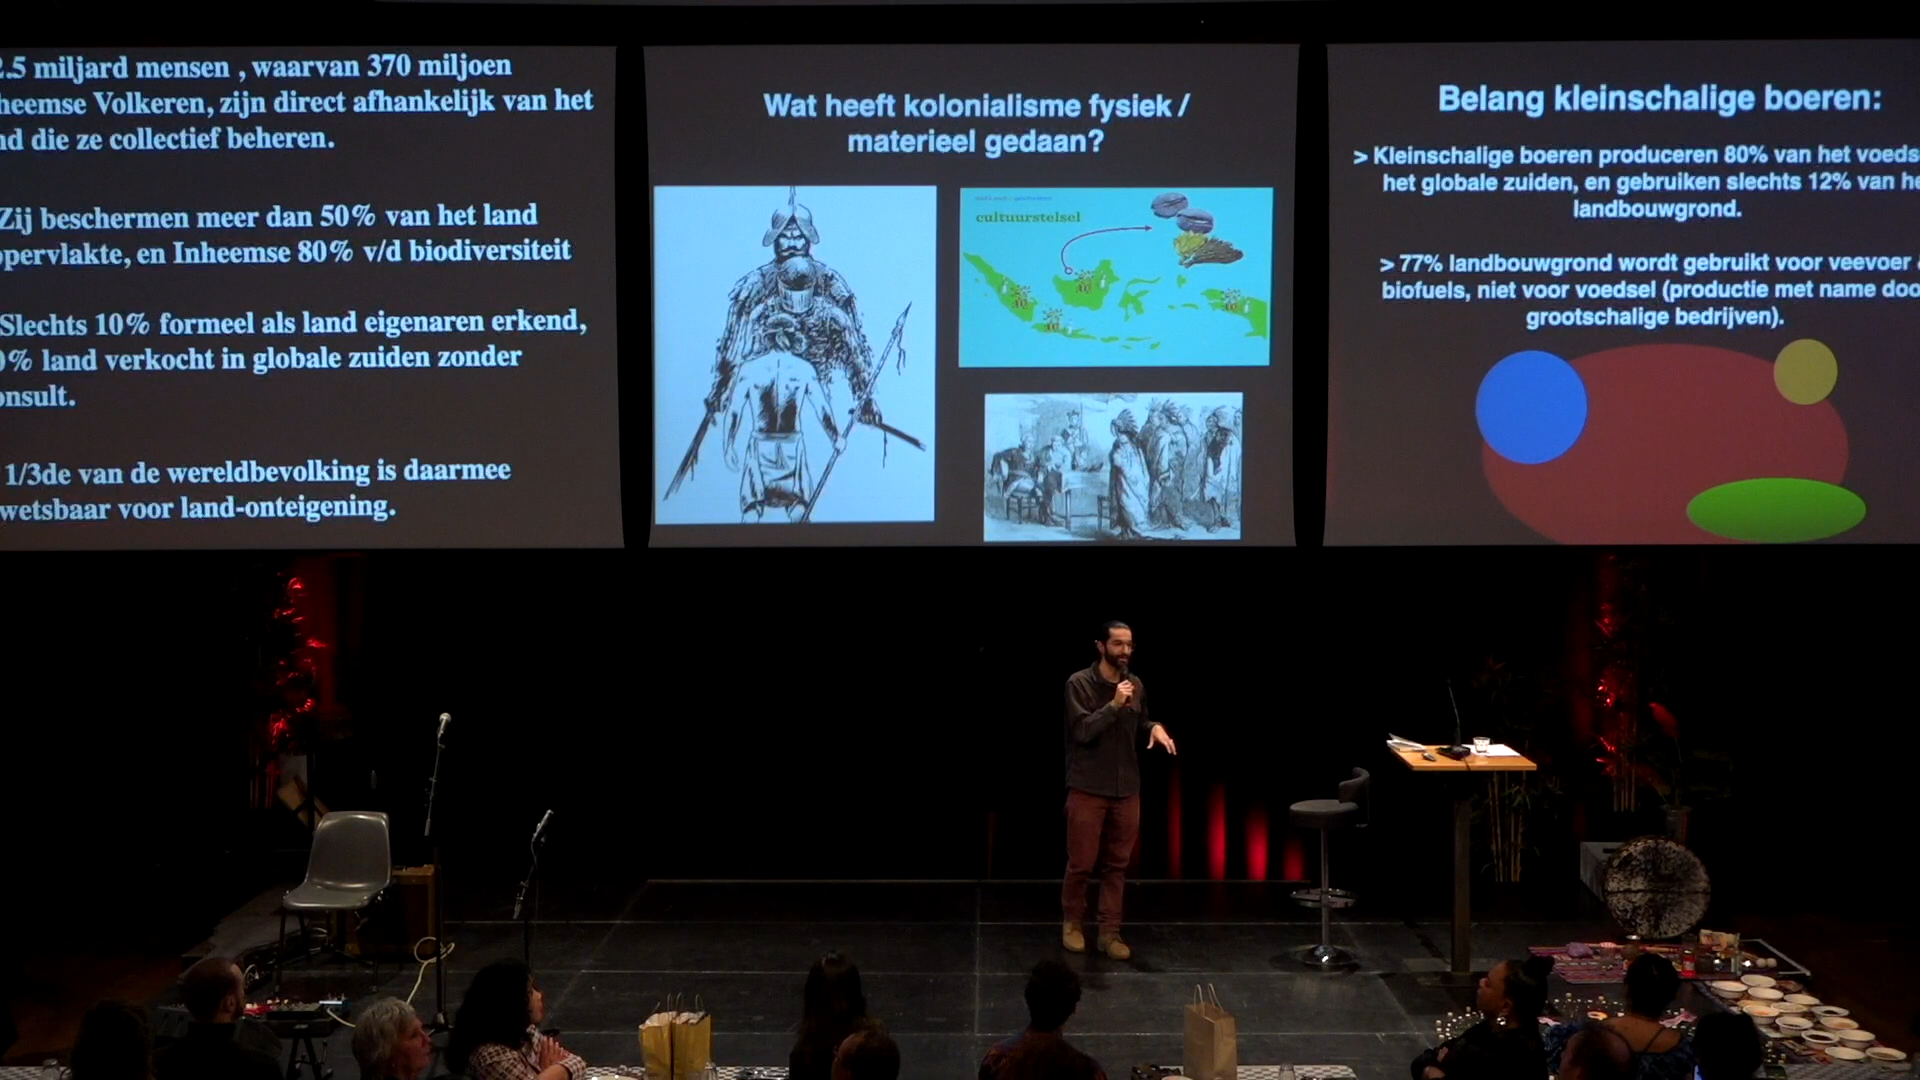 2.5 miljard mensen , waarvan 370 miljoen
heemse Volkeren, zijn direct afhankelijk van het
nd die ze collectief beheren.
Zij beschermen meer dan 50% van het land
pervlakte, en Inheemse 80% v/d biodiversiteit
Slechts 10% formeel als land eigenaren erkend,
0% land verkocht in globale zuiden zonder
onsult.
1/3de van de wereldbevolking is daarmee
wetsbaar voor land-onteigening.
Wat heeft kolonialisme fysiek /
materieel gedaan?
cultuurstelsel
Belang kleinschalige boeren:
> Kleinschalige boeren produceren 80% van het voeds
het globale zuiden, en gebruiken slechts 12% van he
landbouwgrond.
> 77% landbouwgrond wordt gebruikt voor veevoer
biofuels, niet voor voedsel (productie met name doo
grootschalige bedrijven).